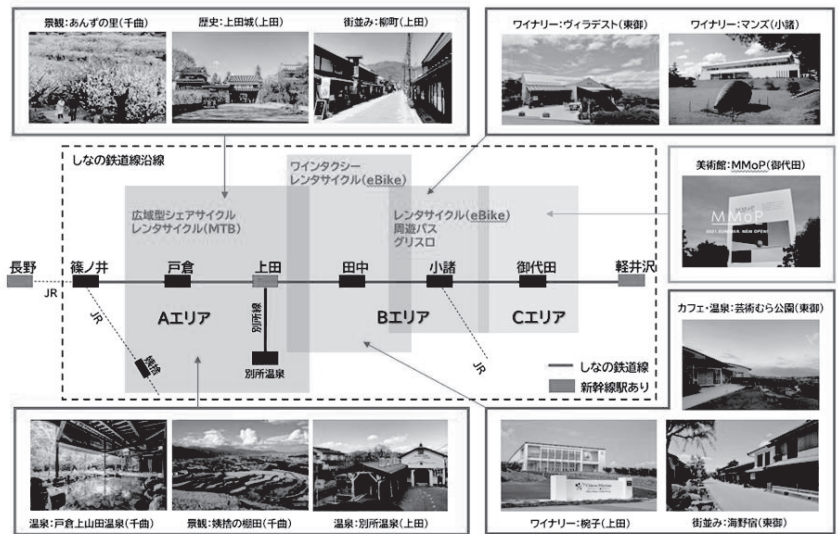 景観:あんずの里(千曲)
歴史:上田城(上田)
街並み:柳町(上田)
ワイナリー:ヴィラデスト(東御)
ワイナリー:マンズ(小諸)
しなの鉄道線沿線
ワインタクシー
レンタサイクル(eBike)
美術館:MMoP(御代田)
MMoP
広域型シェアサイクル
レンタサイクル(MTB)
レンタサイクル(eBike)
周遊バス
グリスロ
長野
篠ノ井
戸倉
上田
田中
小諸
御代田
軽井沢
JR
JR
姨捨
別所線
Aエリア
Bエリア
Cエリア
JR
別所温泉
しなの鉄道線
新幹線駅あり
カフェ・温泉:芸術むら公園(東御)
温泉:戸倉上山田温泉(千曲)
景観:姨捨の棚田(千曲)
温泉:別所温泉(上田)
ワイナリー:椀子(上田)
街並み:海野宿(東御)